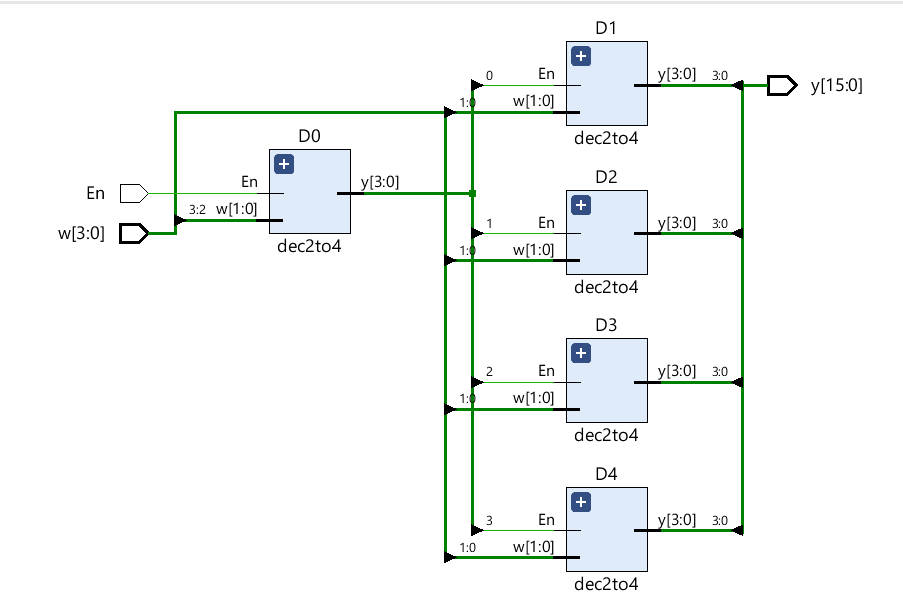 D1
0 En y[3:0] 3:0 y[15:0]
1:0 w[1:0]
dec2to4
D0
En En y[3:0]
w[3:0] 3:2 w[1:0]
dec2to4
D2
1 En y[3:0] 3:0
1:0 w[1:0]
dec2to4
D3
2 En y[3:0] 3:0
1:0 w[1:0]
dec2to4
D4
3 En y[3:0] 3:0
1:0 w[1:0]
dec2to4